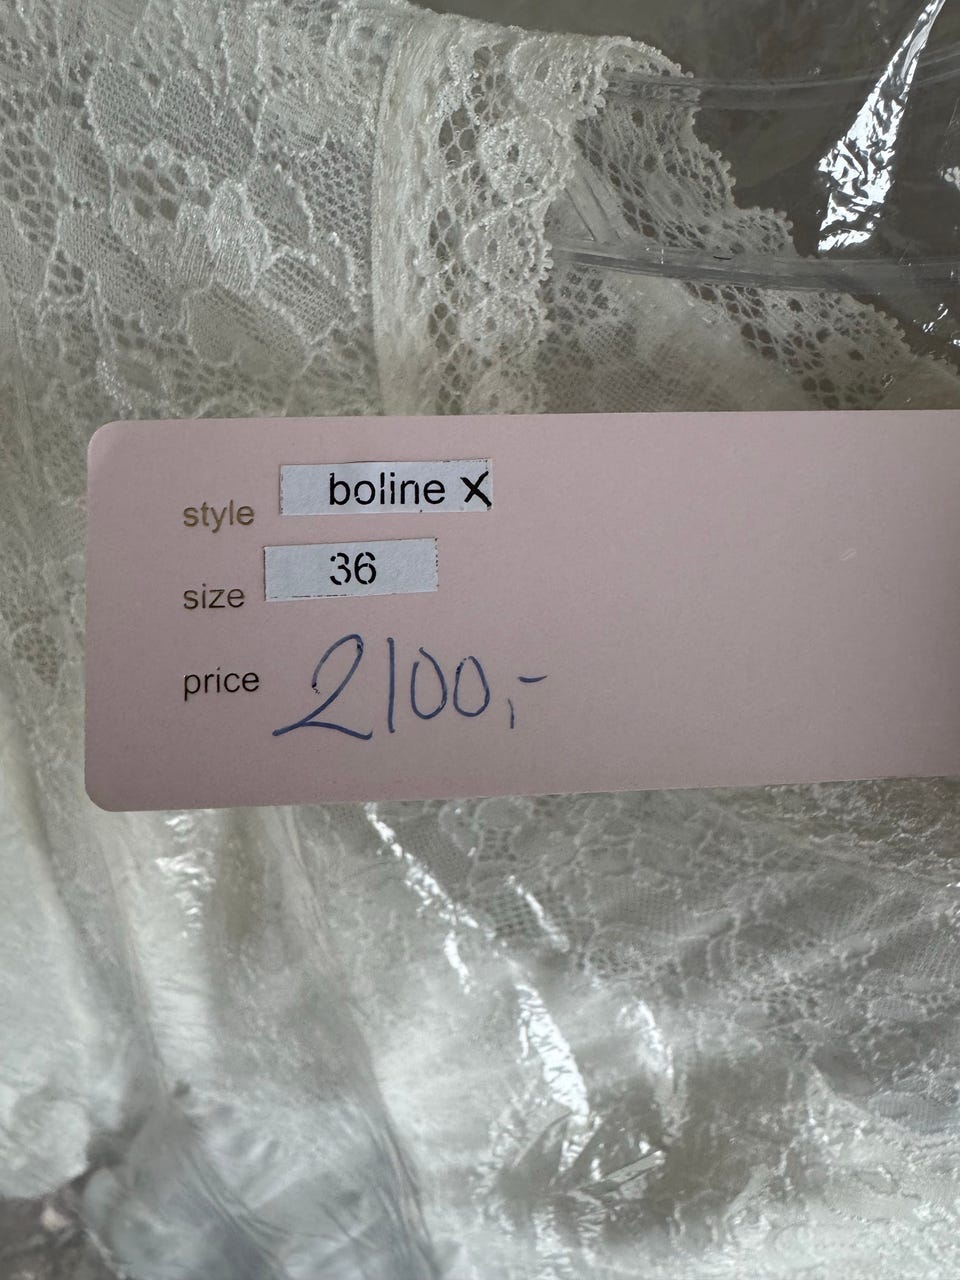 style boline X
size 36
price 2100,-